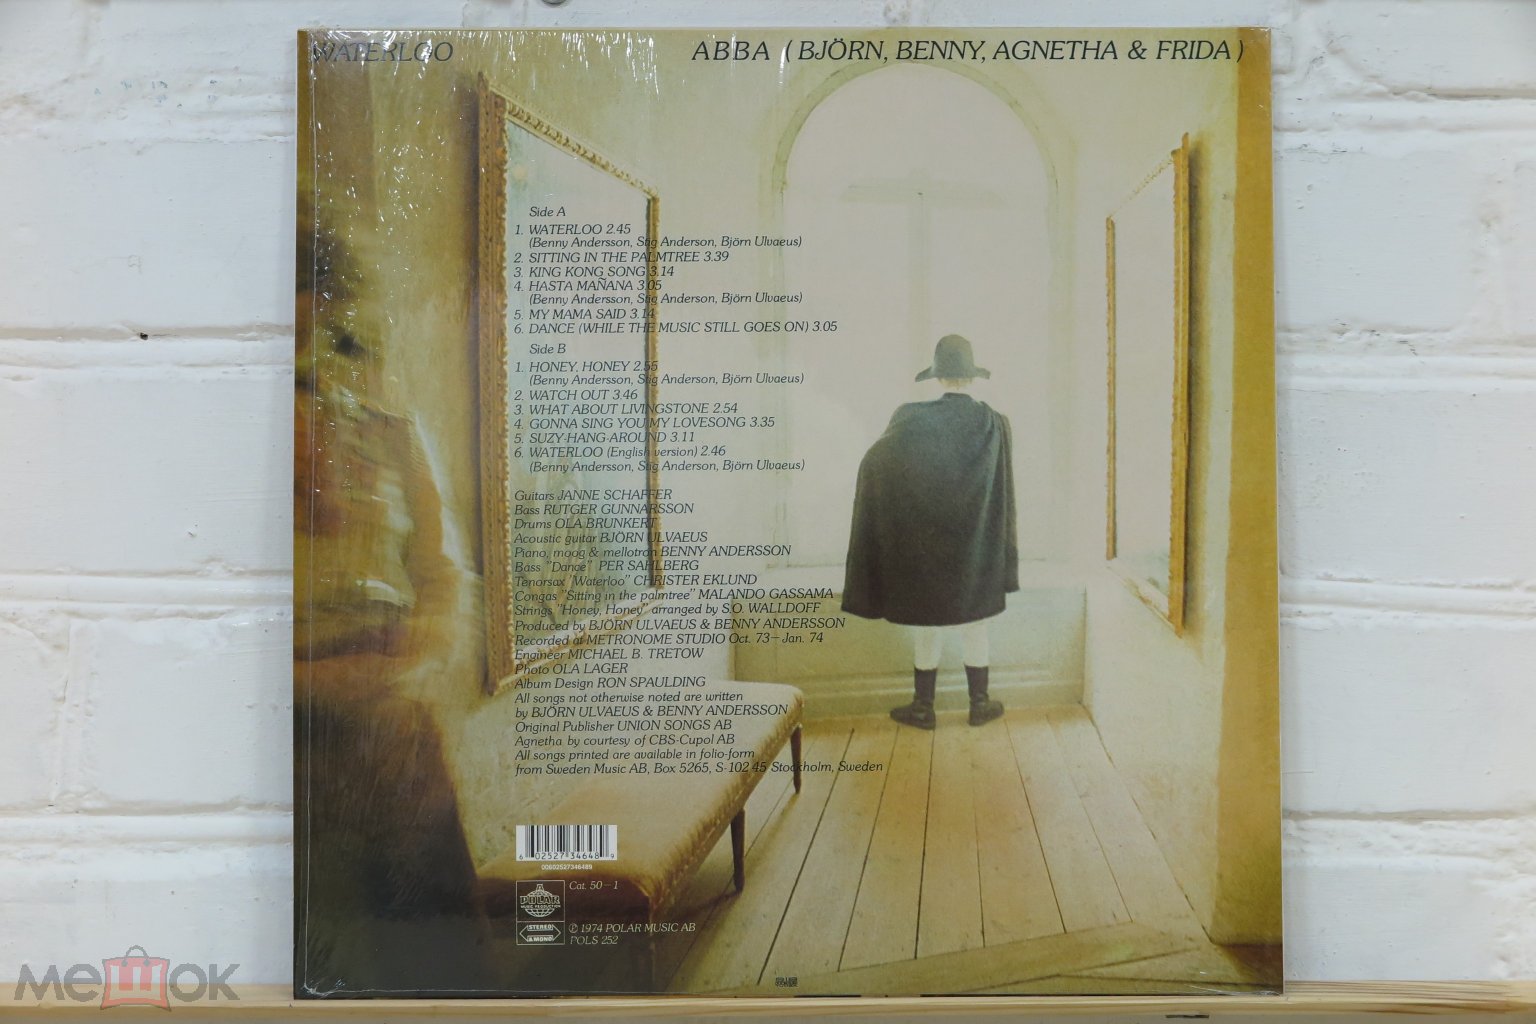 WATERLOO
ABBA (BJÖRN, BENNY, AGNETHA & FRIDA)
Side A
1. WATERLOO 2.45
(Benny Andersson, Stig Anderson, Björn Ulvaeus)
2. SITTING IN THE PALMTREE 3.39
3. KING KONG SONG 3.14
4. HASTA MAÑANA 3.05
(Benny Andersson, Stig Anderson, Björn Ulvaeus)
5. MY MAMA SAID 3.14
6. DANCE (WHILE THE MUSIC STILL GOES ON) 3.05
Side B
1. HONEY, HONEY 2.55
(Benny Andersson, Stig Anderson, Björn Ulvaeus)
2. WATCH OUT 3.46
3. WHAT ABOUT LIVINGSTONE 2.54
4. GONNA SING YOU MY LOVESONG 3.35
5. SUZY-HANG-AROUND 3.11
6. WATERLOO (English version) 2.46
(Benny Andersson, Stig Anderson, Björn Ulvaeus)
Guitars JANNE SCHAFFER
Bass RUTGER GUNNARSSON
Drums OLA BRUNKERT
Acoustic guitar BJÖRN ULVAEUS
Piano, moog & mellotron BENNY ANDERSSON
Bass "Dance" PER SAHLBERG
Tenorsax "Waterloo" CHRISTER EKLUND
Congas "Sitting in the palmtree" MALANDO GASSAMA
Strings "Honey, Honey" arranged by S.O. WALLDOFF
Produced by BJÖRN ULVAEUS & BENNY ANDERSSON
Recorded at METRONOME STUDIO Oct. 73–Jan. 74
Engineer MICHAEL B. TRETOW
Photo OLA LAGER
Album Design RON SPAULDING
All songs not otherwise noted are written
by BJÖRN ULVAEUS & BENNY ANDERSSON
Original Publisher UNION SONGS AB
Agnetha by courtesy of CBS-Cupol AB
All songs printed are available in folio-form
from Sweden Music AB, Box 5265, S-102 45 Stockholm, Sweden
6 02527 34648 9
00602527346489
POLAR
MUSIC PRODUCTION
Cat. 50–1
STEREO
& MONO
℗ 1974 POLAR MUSIC AB
POLS 252
мешок